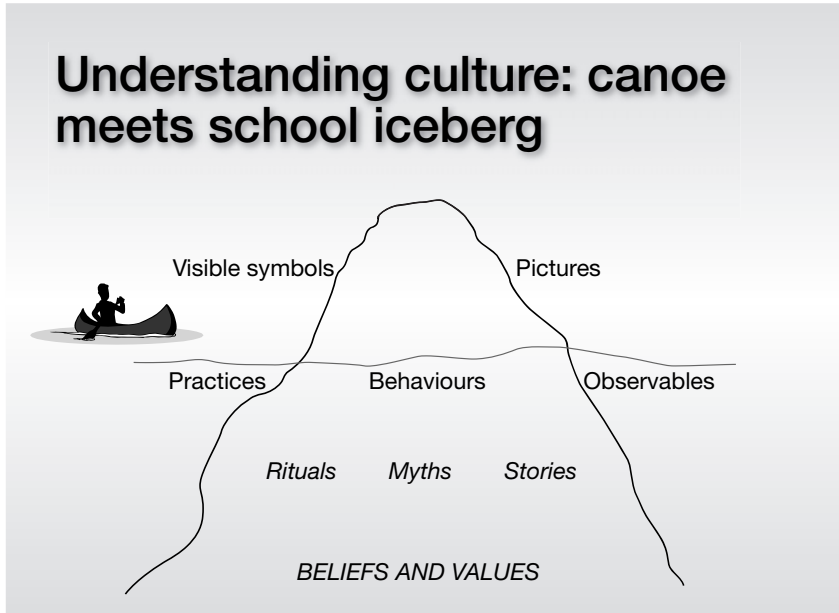 Understanding culture: canoe
meets school iceberg
Visible symbols Pictures
Practices Behaviours Observables
Rituals Myths Stories
BELIEFS AND VALUES